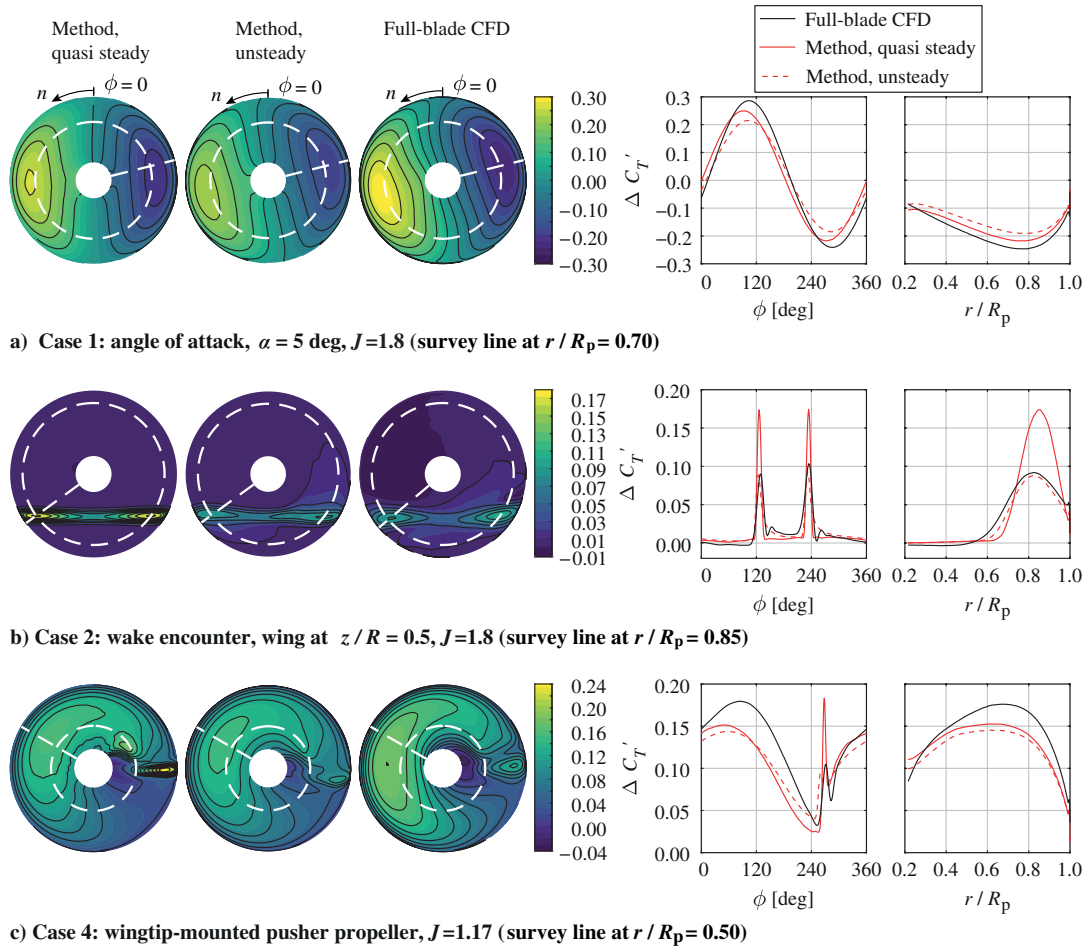 Method,
quasi steady
Method,
unsteady
Full-blade CFD
n
ϕ = 0
n
ϕ = 0
n
ϕ = 0
0.30
0.20
0.10
0.00
−0.10
−0.20
−0.30
Full-blade CFD
Method, quasi steady
Method, unsteady
Δ C_T′
0.3
0.2
0.1
0.0
−0.1
−0.2
−0.3
0 120 240 360
ϕ [deg]
0.2 0.4 0.6 0.8 1.0
r / R_p
a) Case 1: angle of attack, α = 5 deg, J=1.8 (survey line at r / R_p = 0.70)
0.17
0.15
0.13
0.11
0.09
0.07
0.05
0.03
0.01
−0.01
Δ C_T′
0.20
0.15
0.10
0.05
0.00
0 120 240 360
ϕ [deg]
0.2 0.4 0.6 0.8 1.0
r / R_p
b) Case 2: wake encounter, wing at z / R = 0.5, J=1.8 (survey line at r / R_p = 0.85)
0.24
0.20
0.16
0.12
0.08
0.04
0.00
−0.04
Δ C_T′
0.20
0.15
0.10
0.05
0.00
0 120 240 360
ϕ [deg]
0.2 0.4 0.6 0.8 1.0
r / R_p
c) Case 4: wingtip-mounted pusher propeller, J=1.17 (survey line at r / R_p = 0.50)